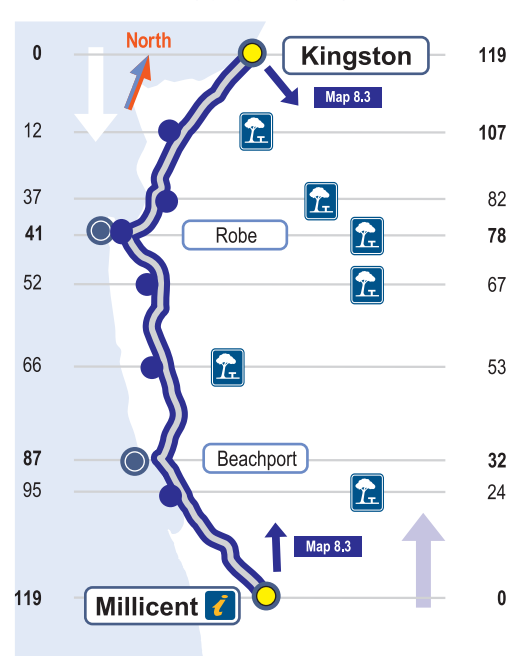 North
0 Kingston 119
Map 8.3
12 107
37 82
41 Robe 78
52 67
66 53
87 Beachport 32
95 24
Map 8.3
119 Millicent i 0